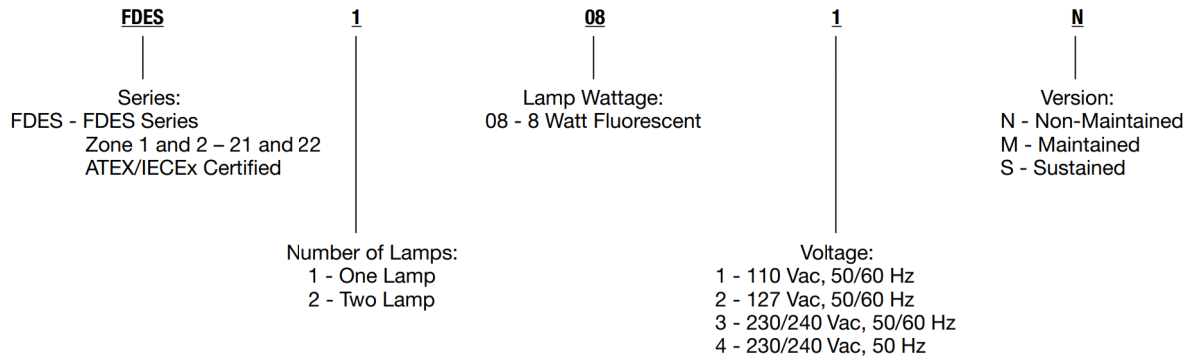 FDES 1 08 1 N
Series:
FDES - FDES Series
Zone 1 and 2 – 21 and 22
ATEX/IECEx Certified
Lamp Wattage:
08 - 8 Watt Fluorescent
Version:
N - Non-Maintained
M - Maintained
S - Sustained
Number of Lamps:
1 - One Lamp
2 - Two Lamp
Voltage:
1 - 110 Vac, 50/60 Hz
2 - 127 Vac, 50/60 Hz
3 - 230/240 Vac, 50/60 Hz
4 - 230/240 Vac, 50 Hz